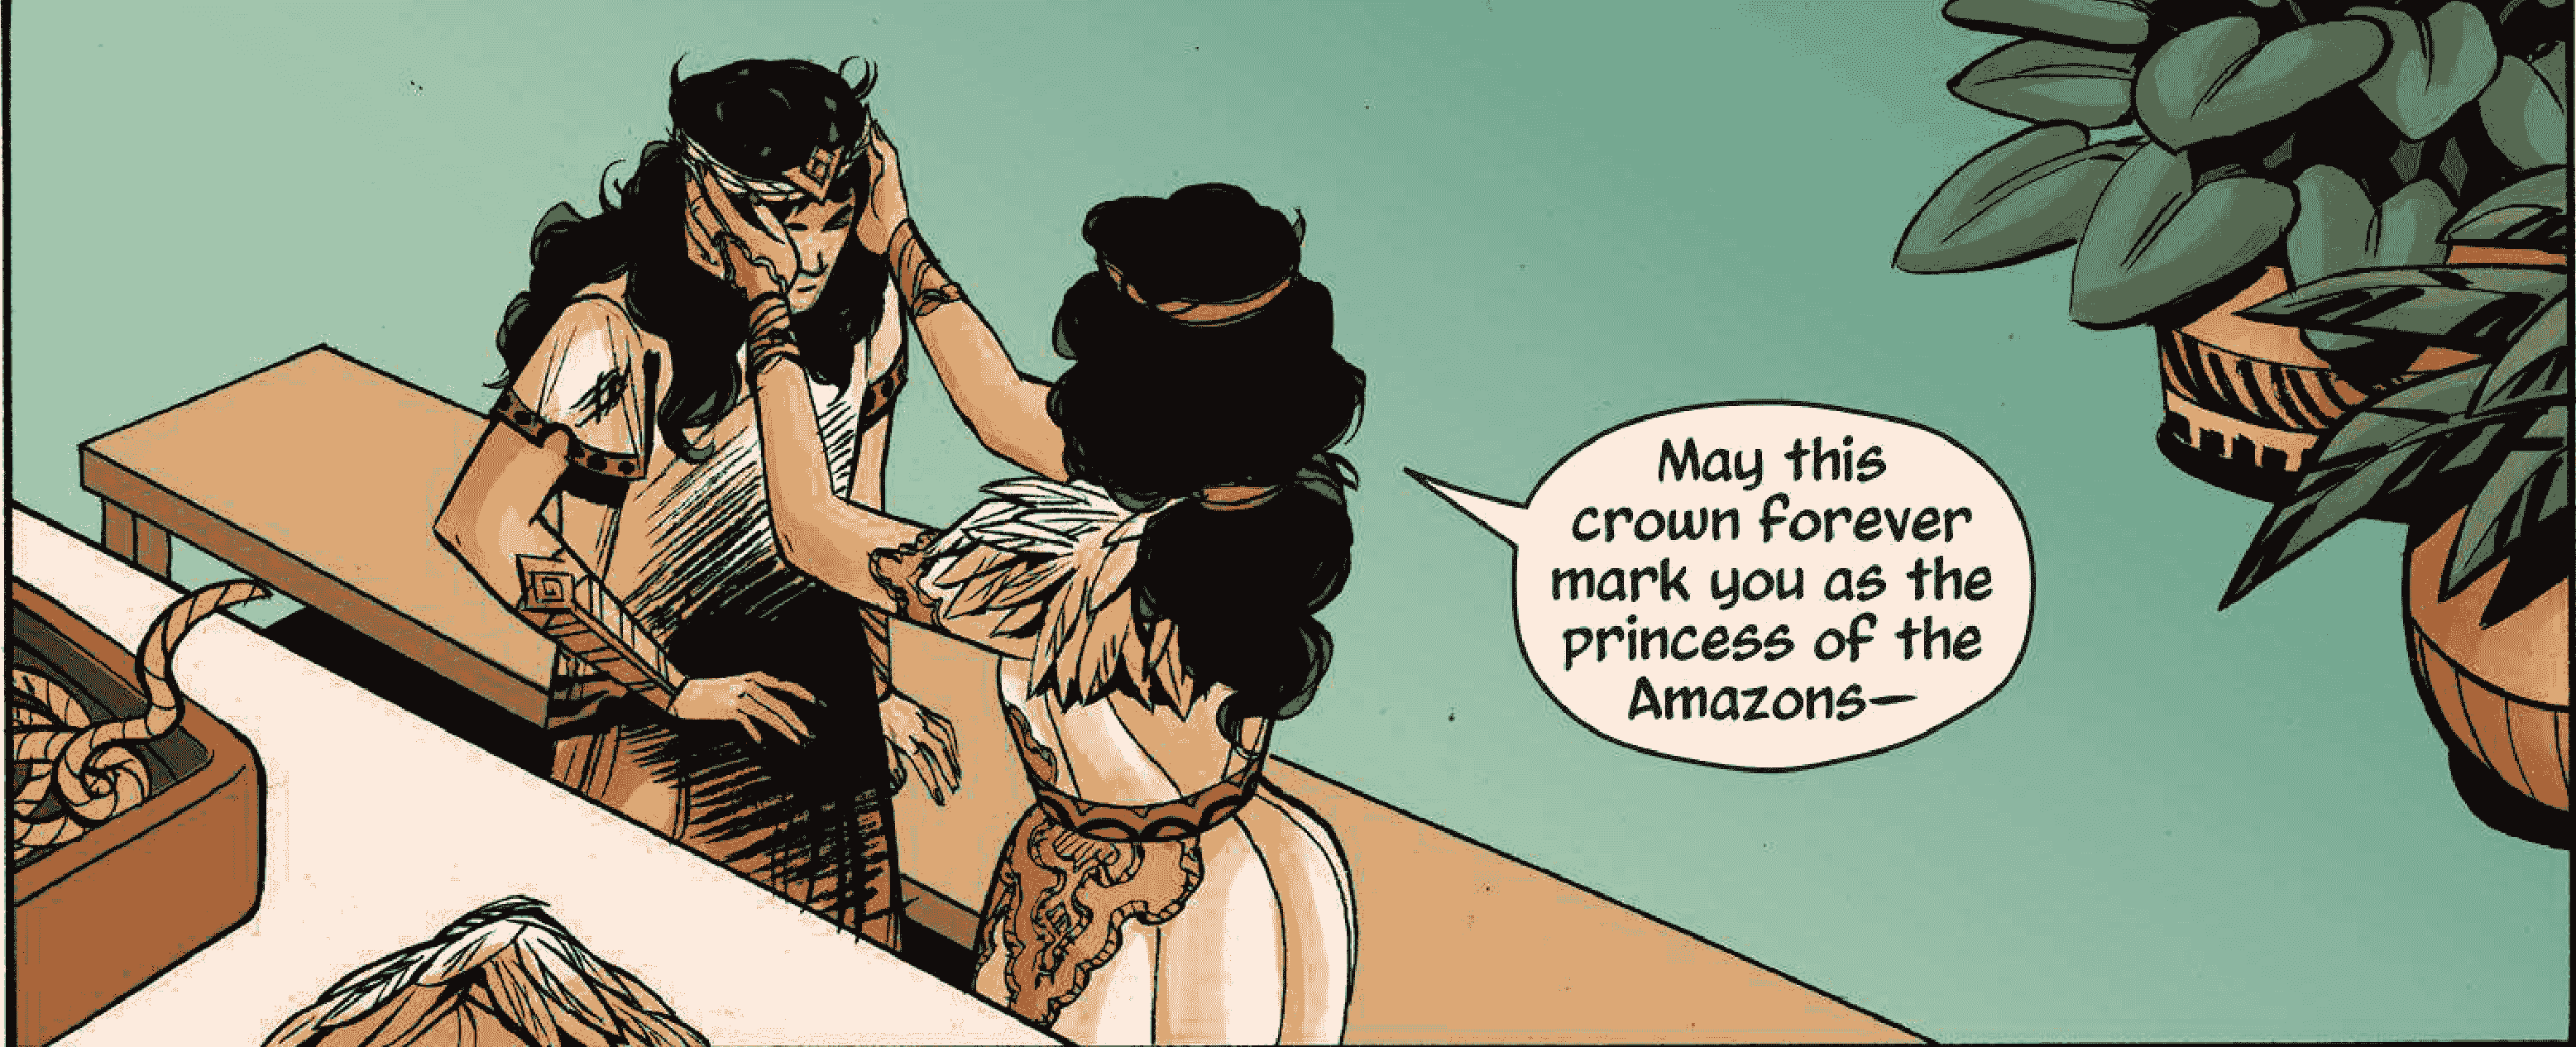 May this
crown forever
mark you as the
princess of the
Amazons—